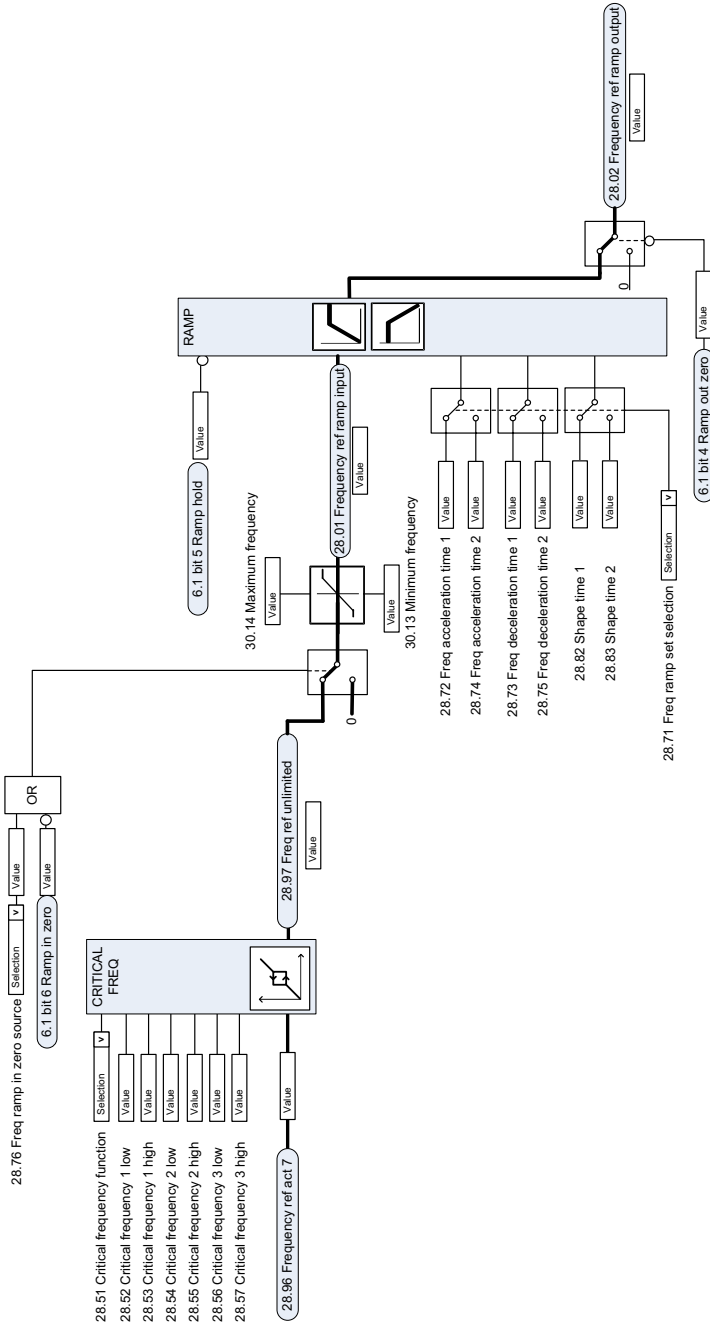 28.76 Freq ramp in zero source
Selection
v
Value
6.1 bit 6 Ramp in zero
Value
OR
28.51 Critical frequency function
Selection
v
28.52 Critical frequency 1 low
Value
28.53 Critical frequency 1 high
Value
28.54 Critical frequency 2 low
Value
28.55 Critical frequency 2 high
Value
28.56 Critical frequency 3 low
Value
28.57 Critical frequency 3 high
Value
28.96 Frequency ref act 7
Value
CRITICAL
FREQ
28.97 Freq ref unlimited
Value
0
30.14 Maximum frequency
Value
30.13 Minimum frequency
Value
28.01 Frequency ref ramp input
Value
6.1 bit 5 Ramp hold
Value
RAMP
28.72 Freq acceleration time 1
Value
28.74 Freq acceleration time 2
Value
28.73 Freq deceleration time 1
Value
28.75 Freq deceleration time 2
Value
28.82 Shape time 1
Value
28.83 Shape time 2
Value
28.71 Freq ramp set selection
Selection
v
0
28.02 Frequency ref ramp output
Value
6.1 bit 4 Ramp out zero
Value